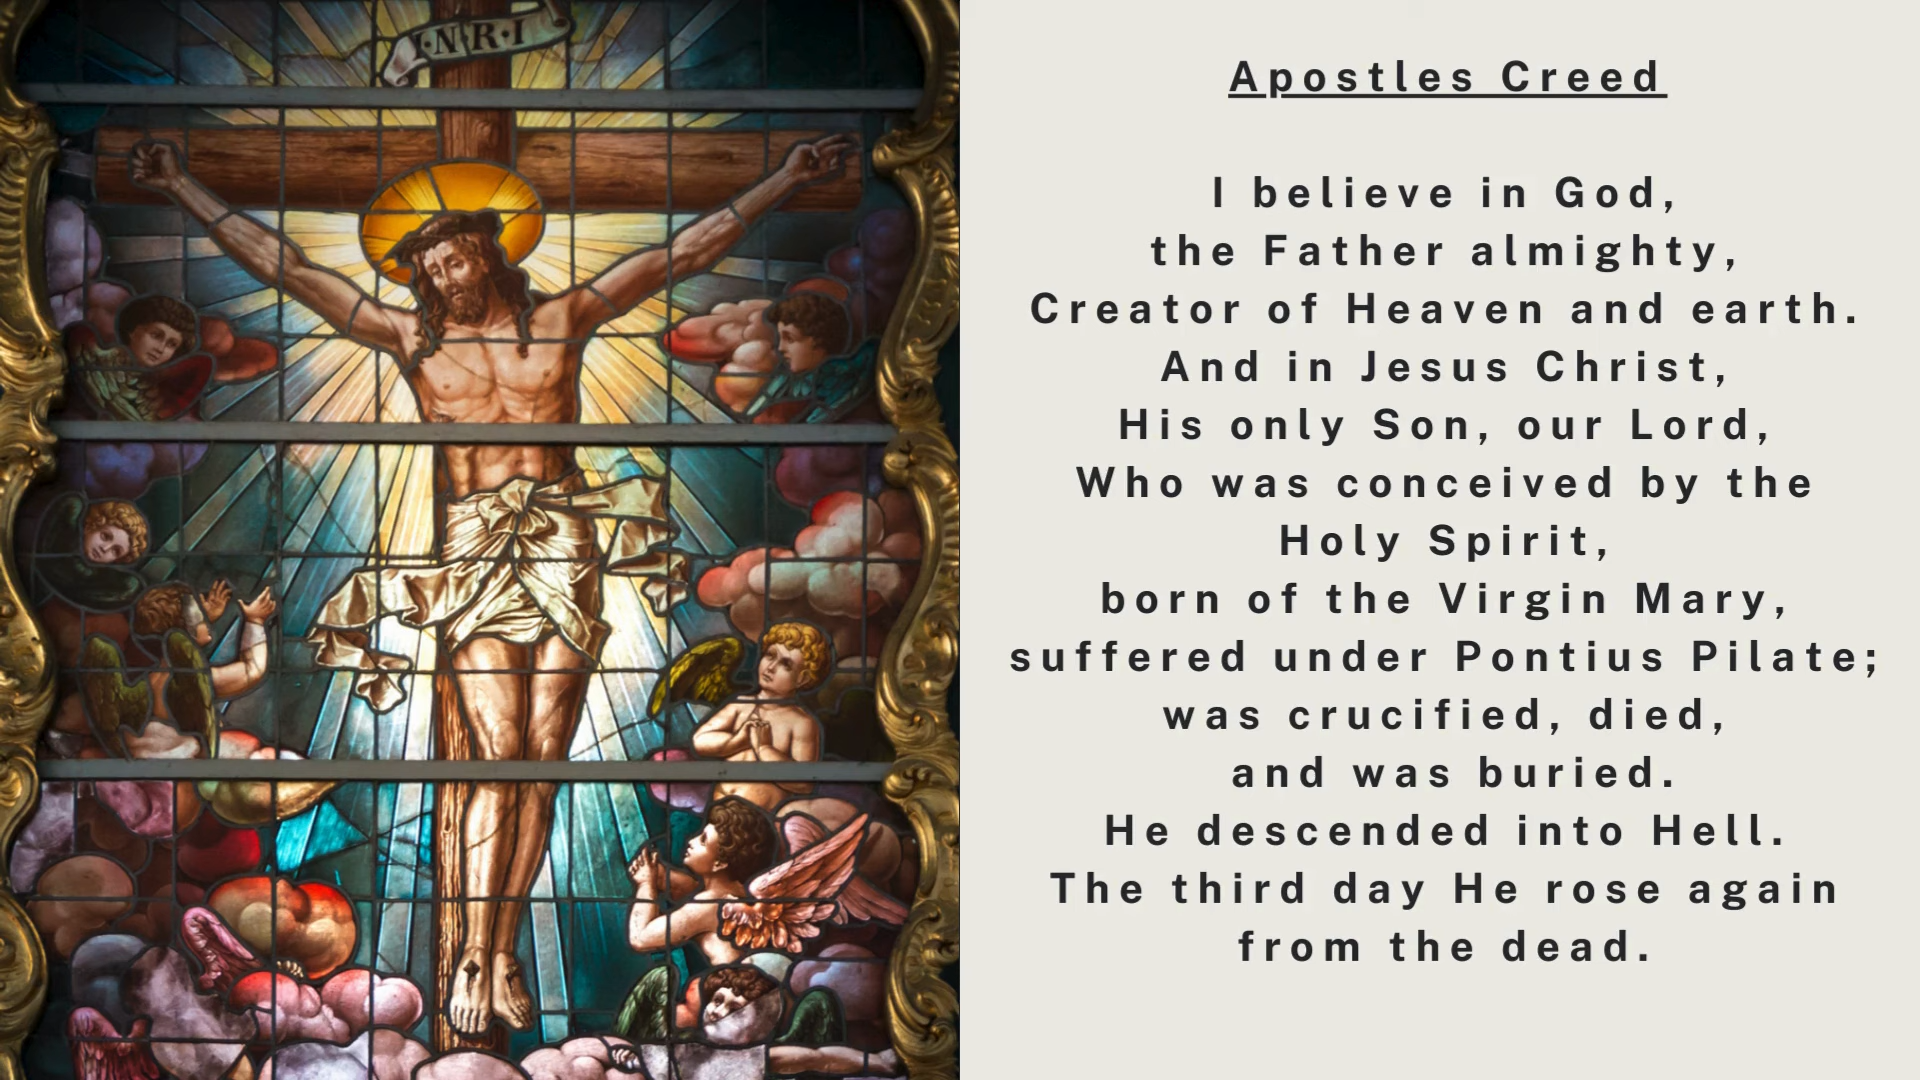 I·N·R·I
Apostles Creed
I believe in God,
the Father almighty,
Creator of Heaven and earth.
And in Jesus Christ,
His only Son, our Lord,
Who was conceived by the
Holy Spirit,
born of the Virgin Mary,
suffered under Pontius Pilate;
was crucified, died,
and was buried.
He descended into Hell.
The third day He rose again
from the dead.